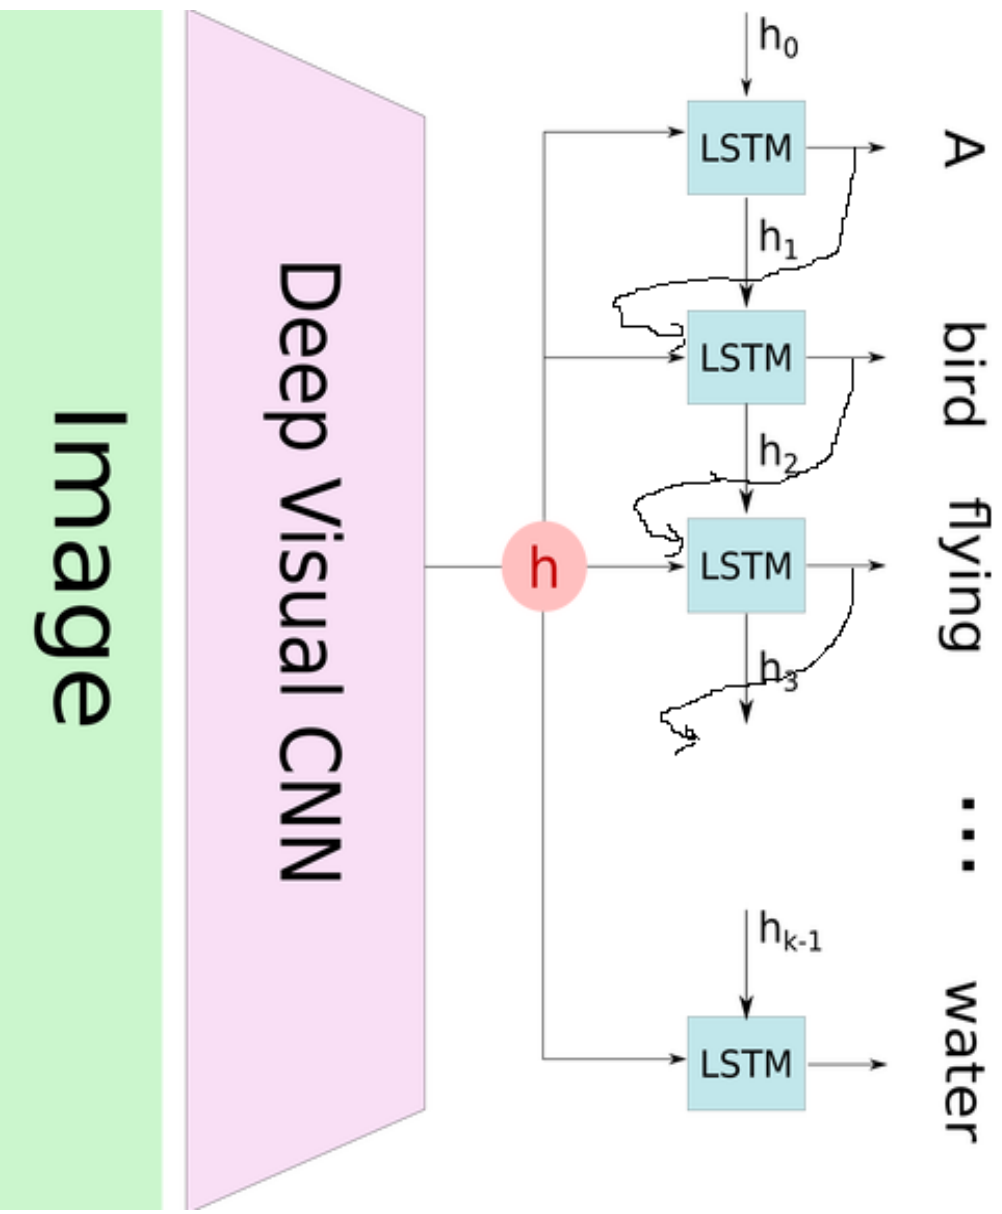 Image
Deep Visual CNN
h
h0
LSTM
A
h1
LSTM
bird
h2
LSTM
flying
h3
...
hk-1
LSTM
water